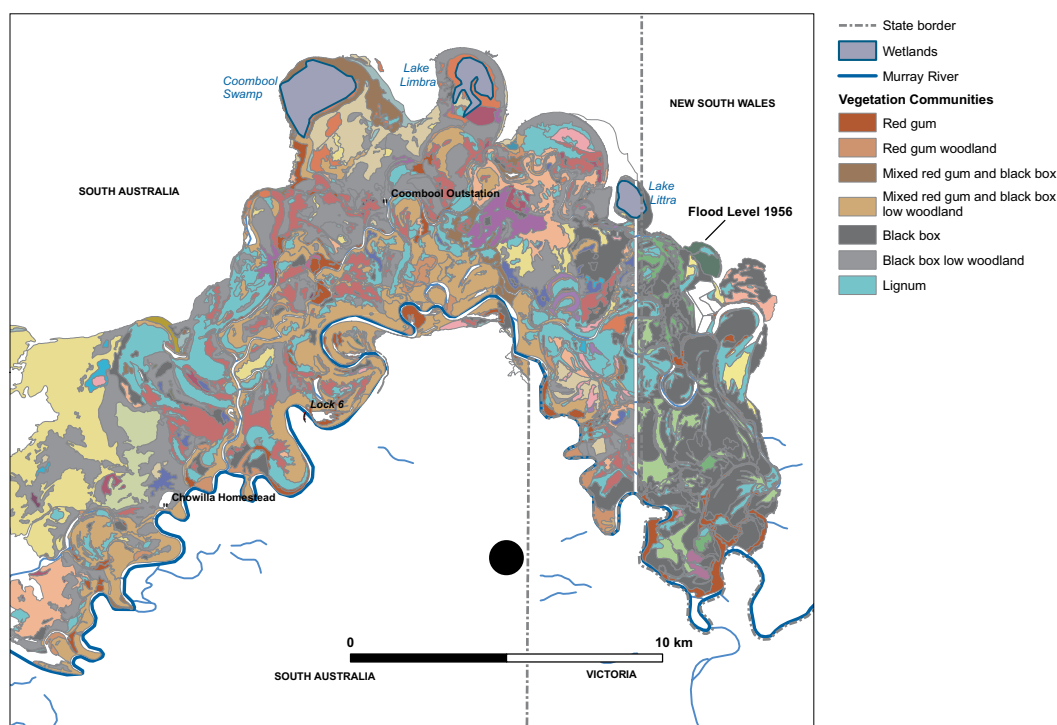 State border
Wetlands
Murray River
Vegetation Communities
Red gum
Red gum woodland
Mixed red gum and black box
Mixed red gum and black box
low woodland
Black box
Black box low woodland
Lignum
Coombool
Swamp
Lake
Limbra
NEW SOUTH WALES
SOUTH AUSTRALIA
Coombool Outstation
Lake
Littra
Flood Level 1956
Lock 6
Chowilla Homestead
0
10 km
SOUTH AUSTRALIA
VICTORIA